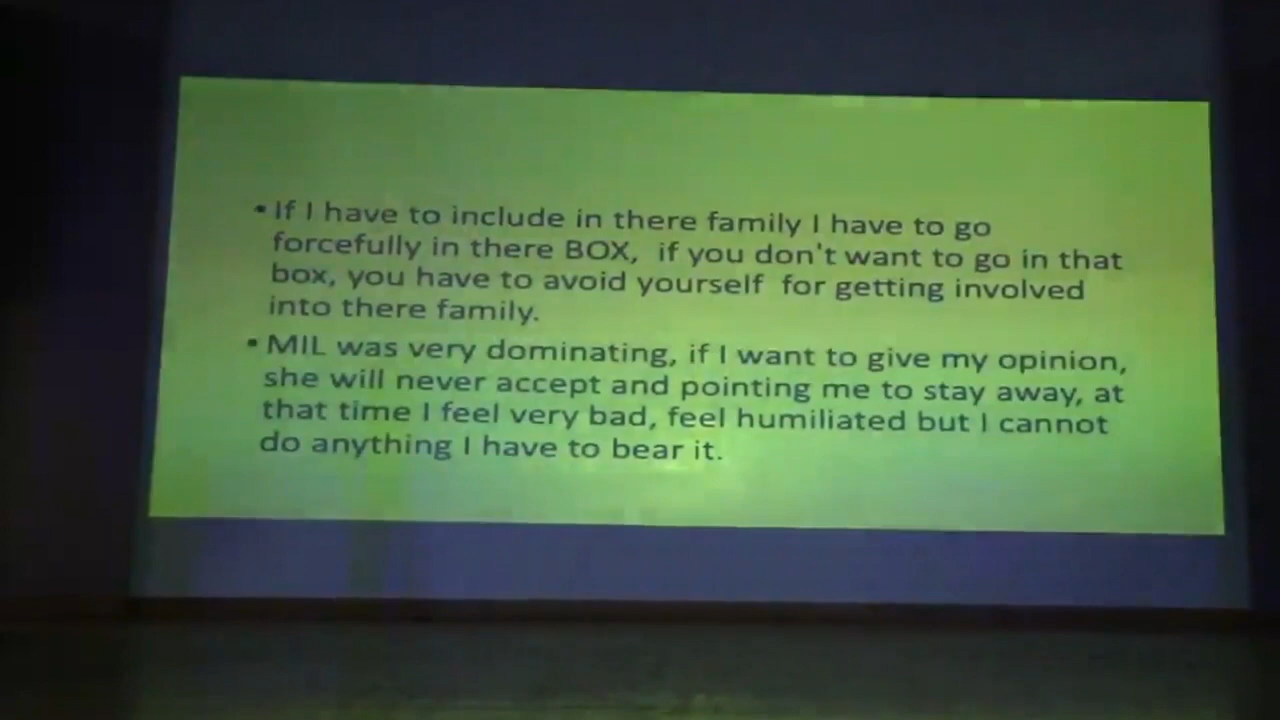 • If I have to include in there family I have to go
forcefully in there BOX, if you don't want to go in that
box, you have to avoid yourself for getting involved
into there family.
• MIL was very dominating, if I want to give my opinion,
she will never accept and pointing me to stay away, at
that time I feel very bad, feel humiliated but I cannot
do anything I have to bear it.